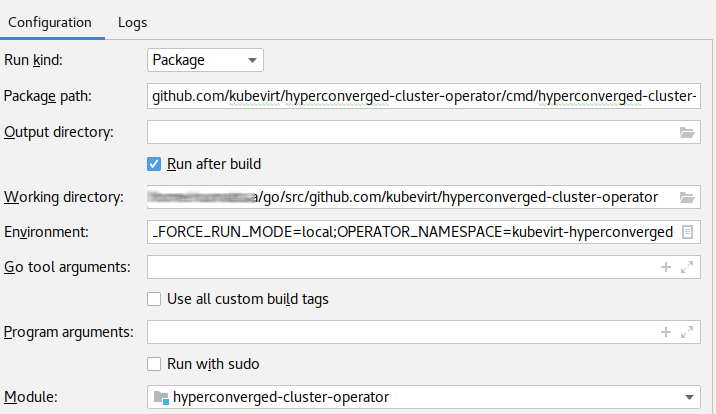 Configuration Logs
Run kind: Package
Package path: github.com/kubevirt/hyperconverged-cluster-operator/cmd/hyperconverged-cluster-
Output directory:
Run after build
Working directory: a/go/src/github.com/kubevirt/hyperconverged-cluster-operator
Environment: _FORCE_RUN_MODE=local;OPERATOR_NAMESPACE=kubevirt-hyperconverged
Go tool arguments:
Use all custom build tags
Program arguments:
Run with sudo
Module: hyperconverged-cluster-operator